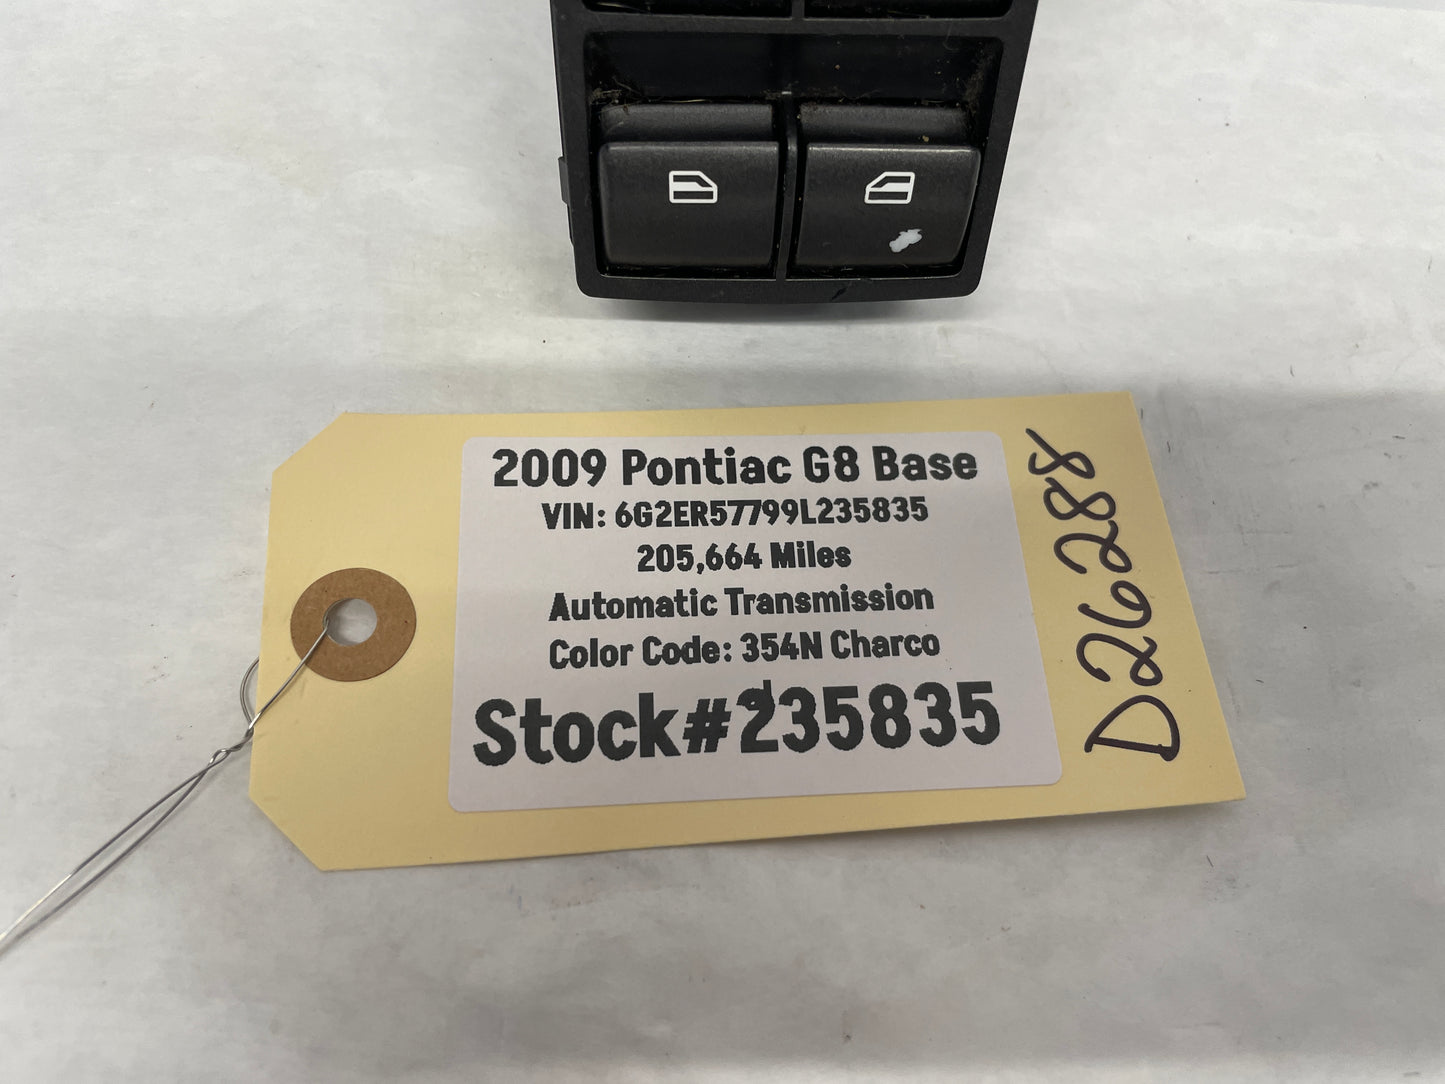 2009 Pontiac G8 Base
VIN: 6G2ER57799L235835
205,664 Miles
Automatic Transmission
Color Code: 354N Charco
Stock#235835
D26288